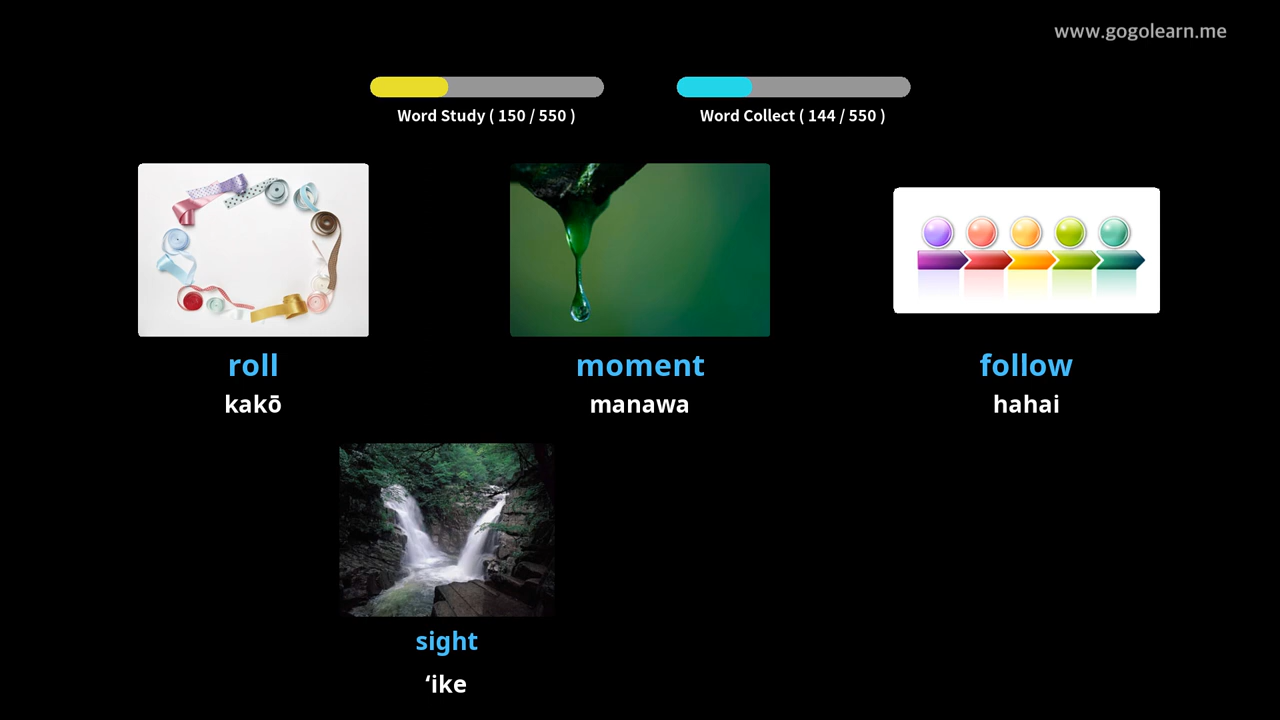 www.gogolearn.me
Word Study ( 150 / 550 )
Word Collect ( 144 / 550 )
roll
kakō
moment
manawa
follow
hahai
sight
ʻike